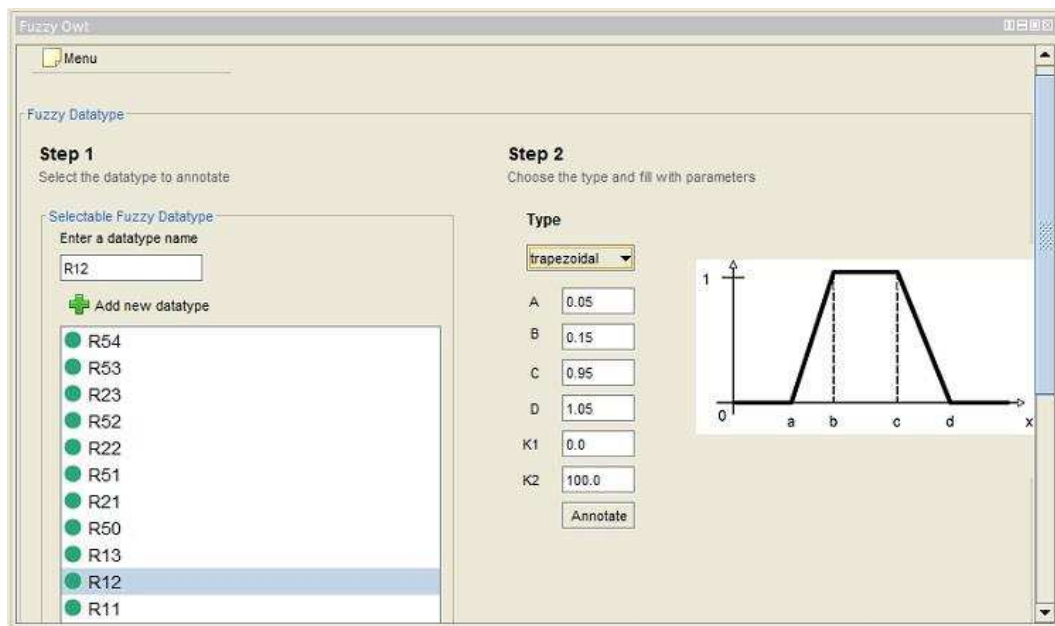 Fuzzy Owl
Menu
Fuzzy Datatype
Step 1
Select the datatype to annotate
Selectable Fuzzy Datatype
Enter a datatype name
R12
Add new datatype
R54
R53
R23
R52
R22
R51
R21
R50
R13
R12
R11
Step 2
Choose the type and fill with parameters
Type
trapezoidal
A 0.05
B 0.15
C 0.95
D 1.05
K1 0.0
K2 100.0
Annotate
1
0 a b c d x